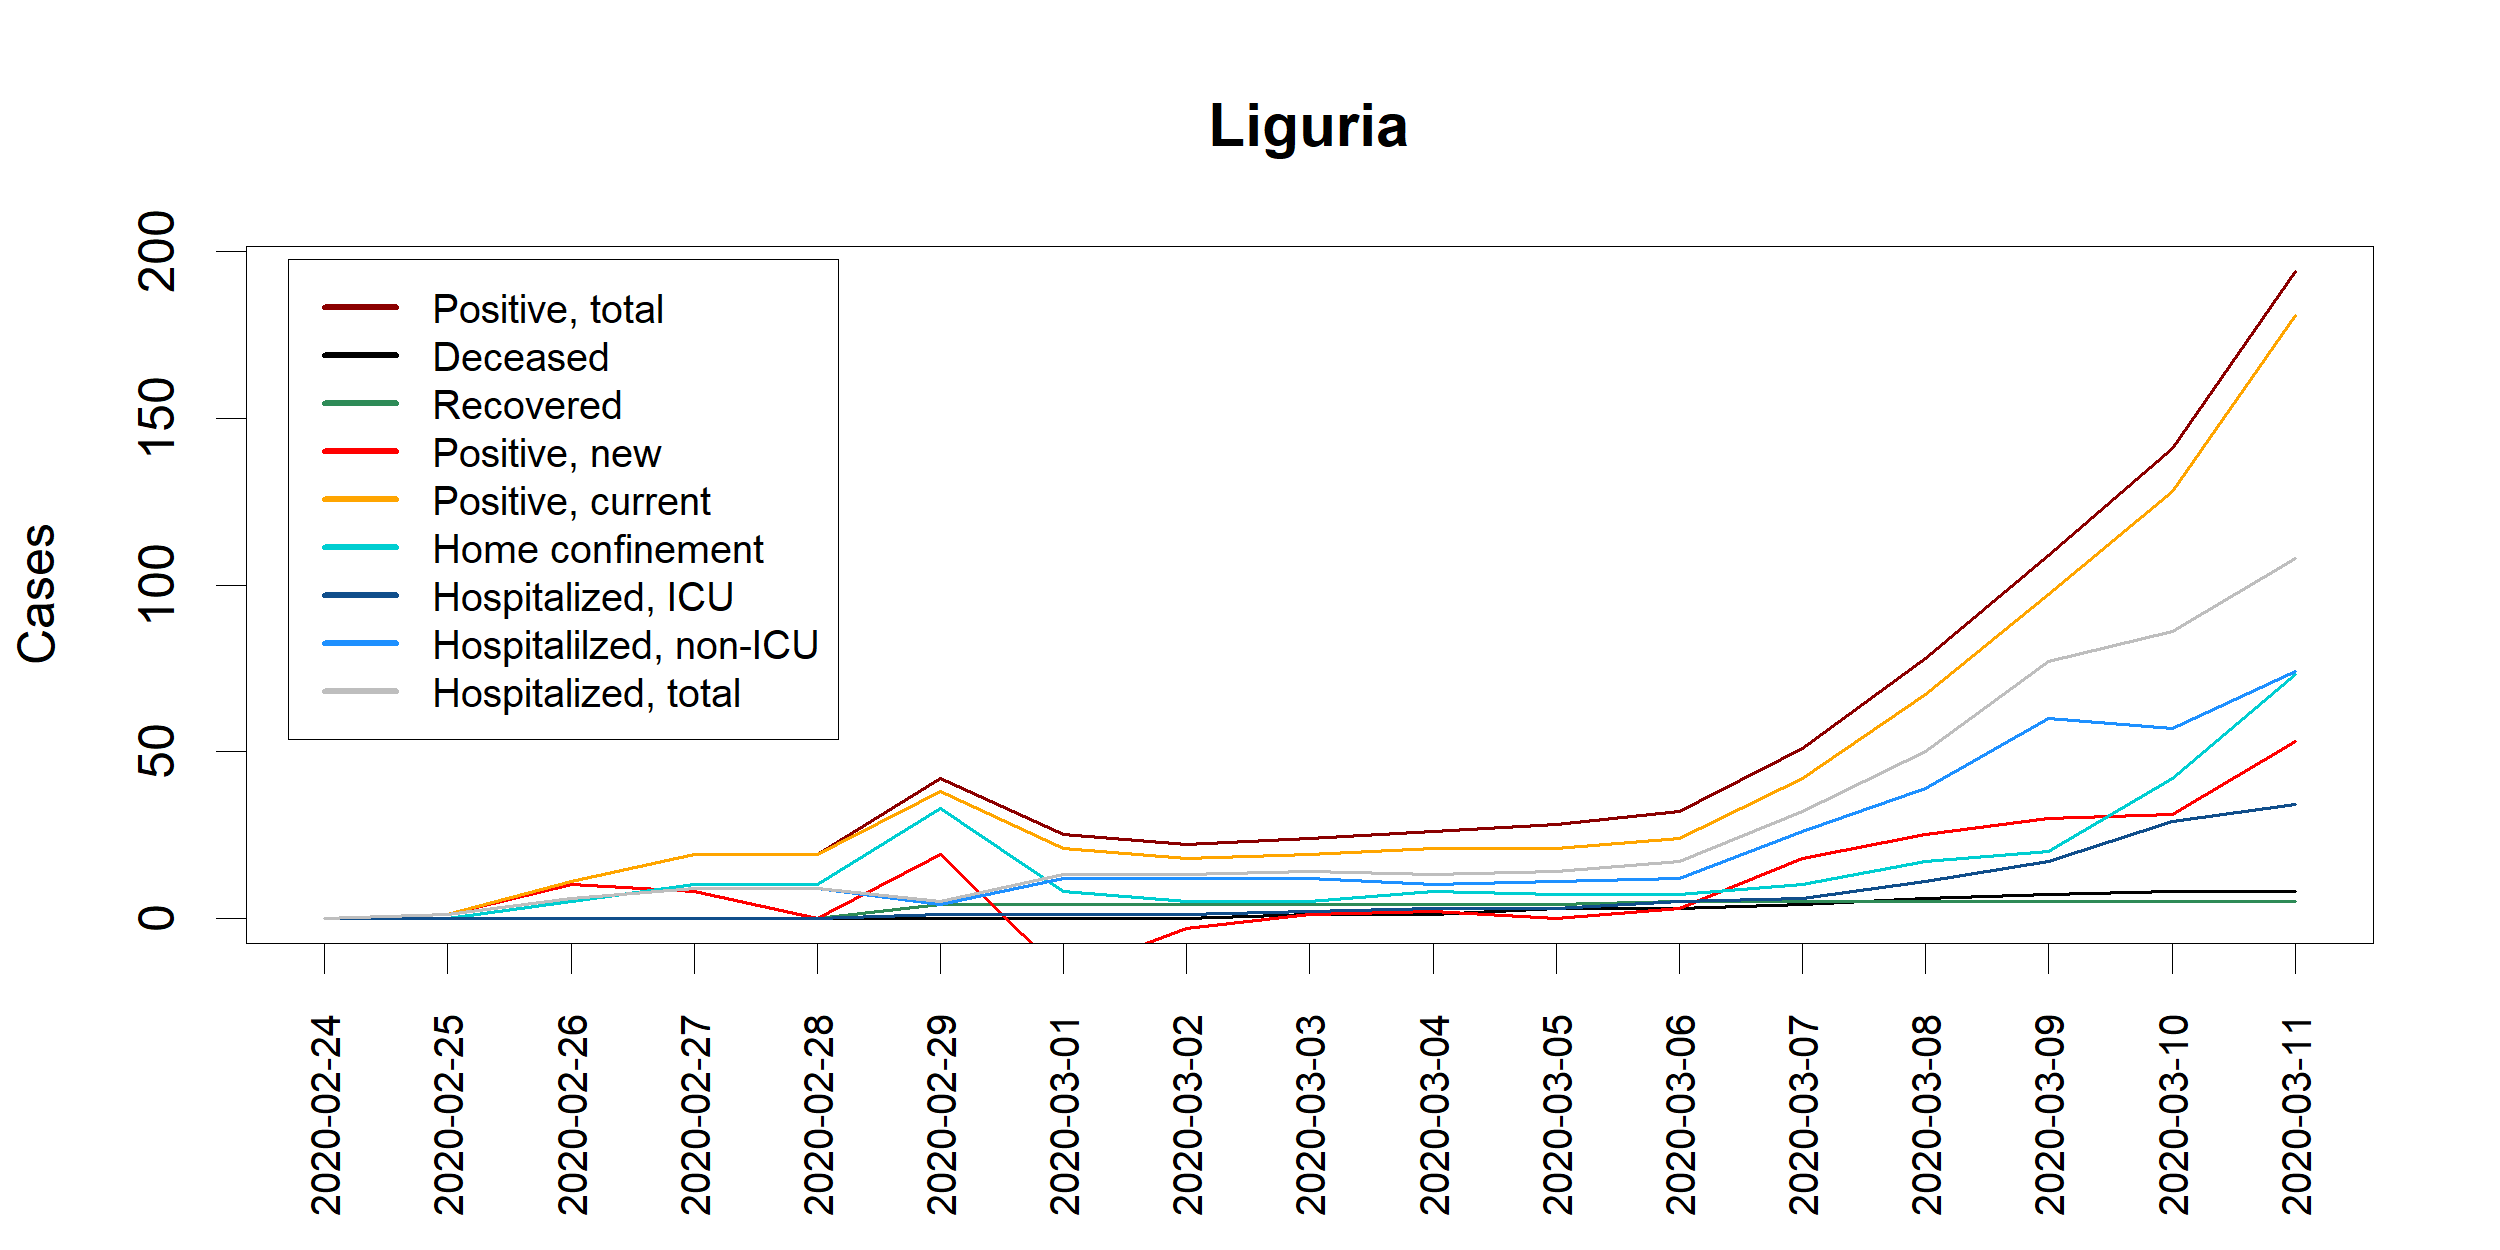 Liguria
Cases
200
150
100
50
0
Positive, total
Deceased
Recovered
Positive, new
Positive, current
Home confinement
Hospitalized, ICU
Hospitalilzed, non-ICU
Hospitalized, total
2020-02-24
2020-02-25
2020-02-26
2020-02-27
2020-02-28
2020-02-29
2020-03-01
2020-03-02
2020-03-03
2020-03-04
2020-03-05
2020-03-06
2020-03-07
2020-03-08
2020-03-09
2020-03-10
2020-03-11